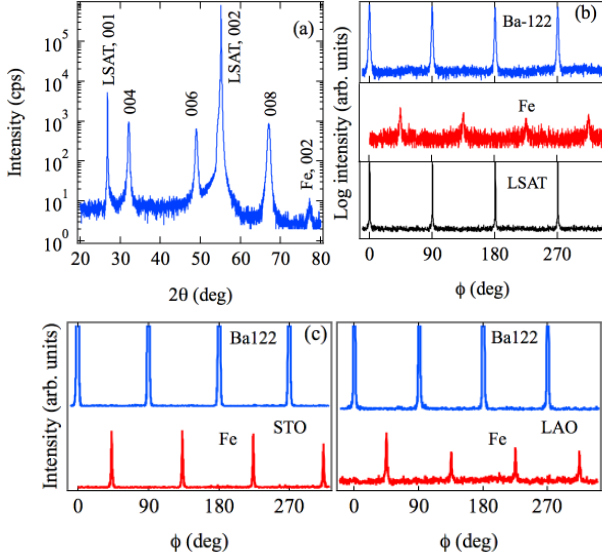 (a)
Intensity (cps)
10^6
10^5
10^4
10^3
10^2
10^1
10^0
LSAT, 001
004
006
LSAT, 002
008
Fe, 002
20 30 40 50 60 70 80
2θ (deg)
(b)
Log intensity (arb. units)
Ba-122
Fe
LSAT
0 90 180 270
ϕ (deg)
(c)
Intensity (arb. units)
Ba122
Fe
STO
0 90 180 270
ϕ (deg)
Ba122
Fe
LAO
0 90 180 270
ϕ (deg)